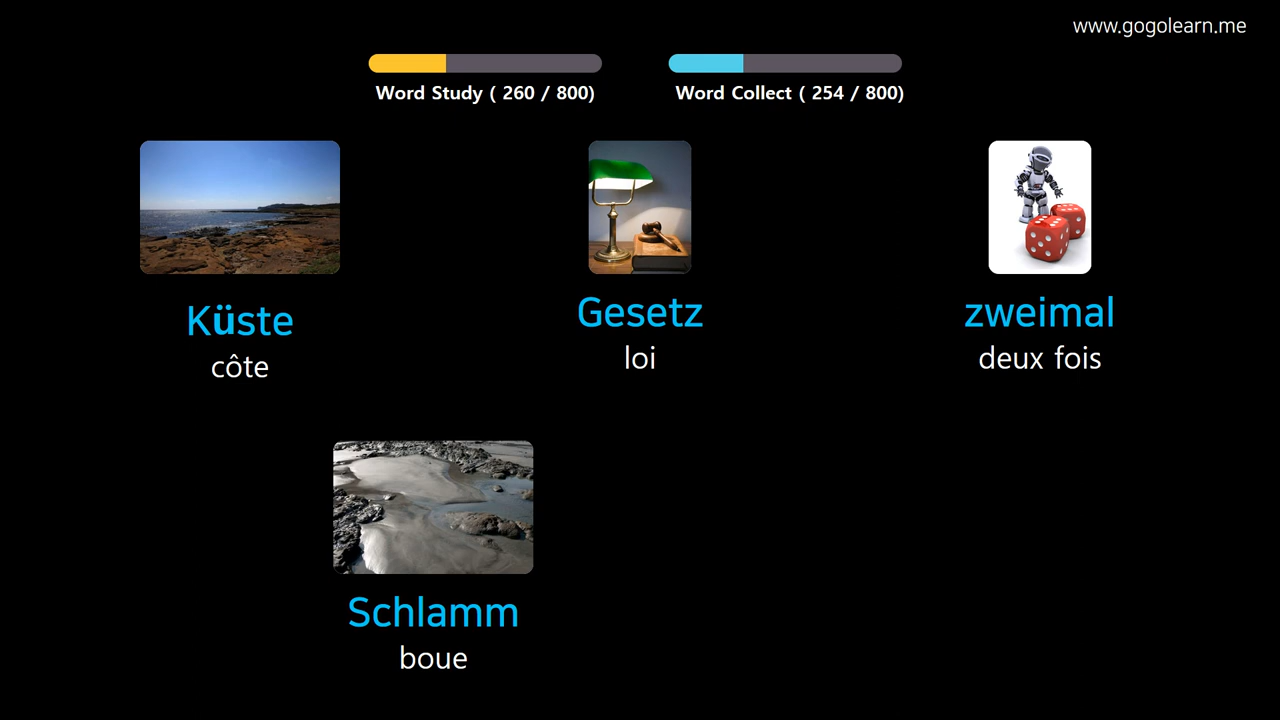 www.gogolearn.me
Word Study ( 260 / 800)
Word Collect ( 254 / 800)
Küste
côte
Gesetz
loi
zweimal
deux fois
Schlamm
boue